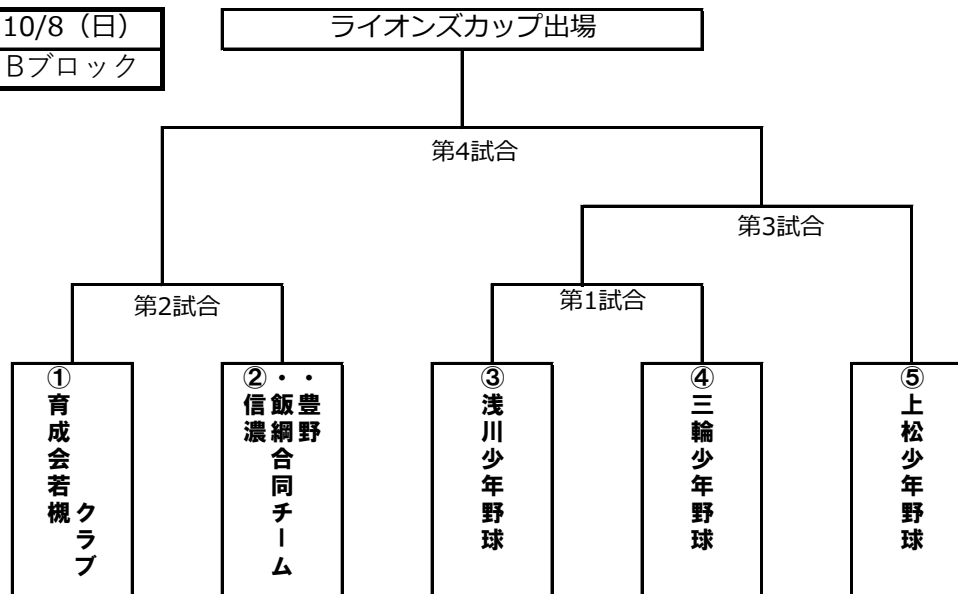 10/8（日）
Bブロック
ライオンズカップ出場
第4試合
第3試合
第2試合
第1試合
①育成会若槻
クラブ
②
・豊野
・飯綱合同チーム
信濃
③浅川少年野球
④三輪少年野球
⑤上松少年野球